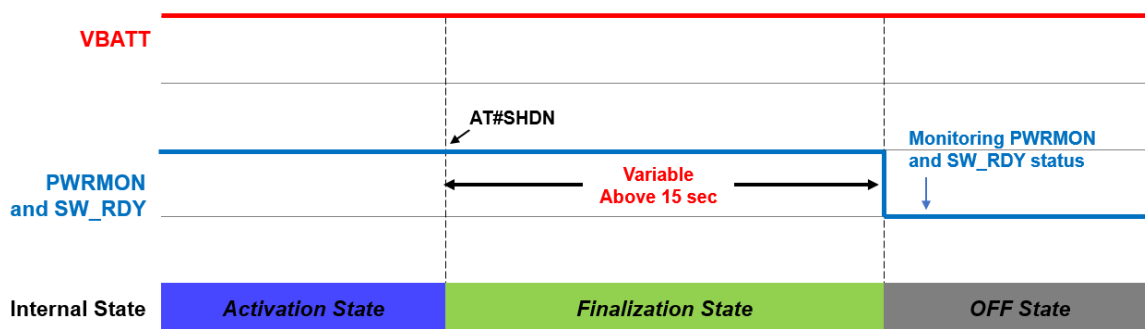 VBATT
AT#SHDN
Monitoring PWRMON
and SW_RDY status
PWRMON
and SW_RDY
Variable
Above 15 sec
Internal State
Activation State
Finalization State
OFF State